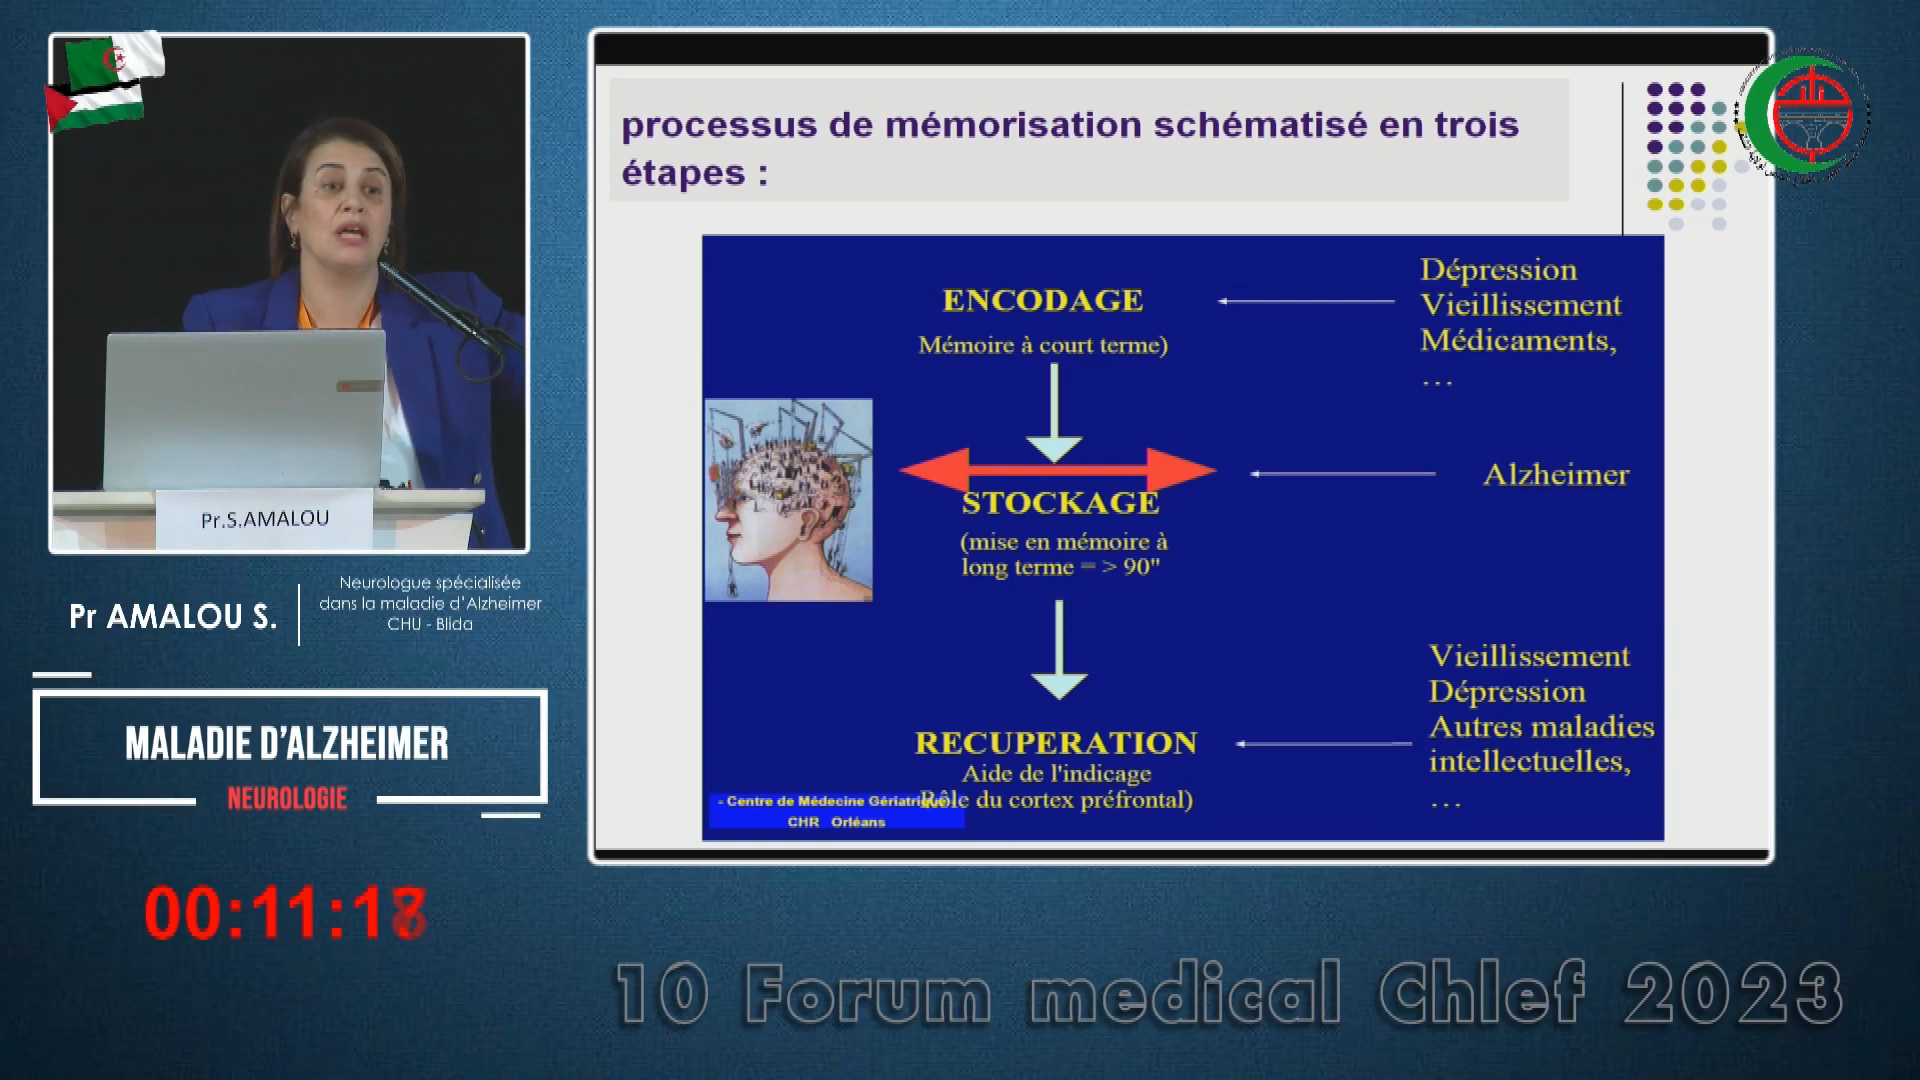 processus de mémorisation schématisé en trois
étapes :
ENCODAGE
Mémoire à court terme)
Dépression
Vieillissement
Médicaments,
…
STOCKAGE
(mise en mémoire à
long terme = > 90"
Alzheimer
RECUPERATION
Aide de l'indicage
Rôle du cortex préfrontal)
Vieillissement
Dépression
Autres maladies
intellectuelles,
…
- Centre de Médecine Gériatrique
CHR Orléans
Pr.S.AMALOU
Pr AMALOU S.
Neurologue spécialisée
dans la maladie d'Alzheimer
CHU - Blida
MALADIE D'ALZHEIMER
NEUROLOGIE
00:11:18
10 Forum medical Chlef 2023